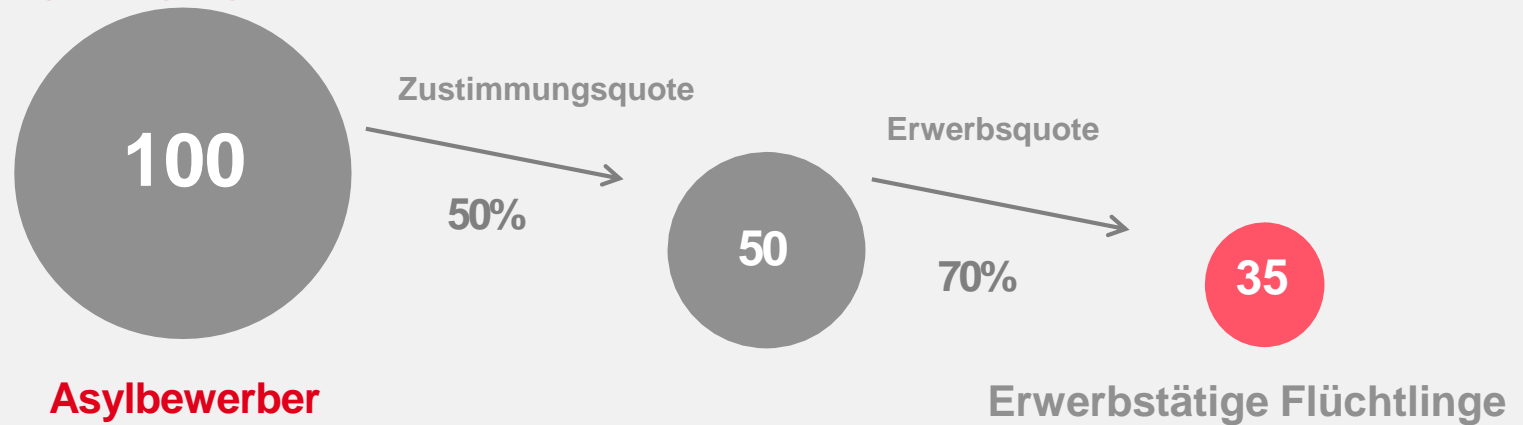 Zustimmungsquote
Erwerbsquote
100
50%
50
70%
35
Asylbewerber
Erwerbstätige Flüchtlinge